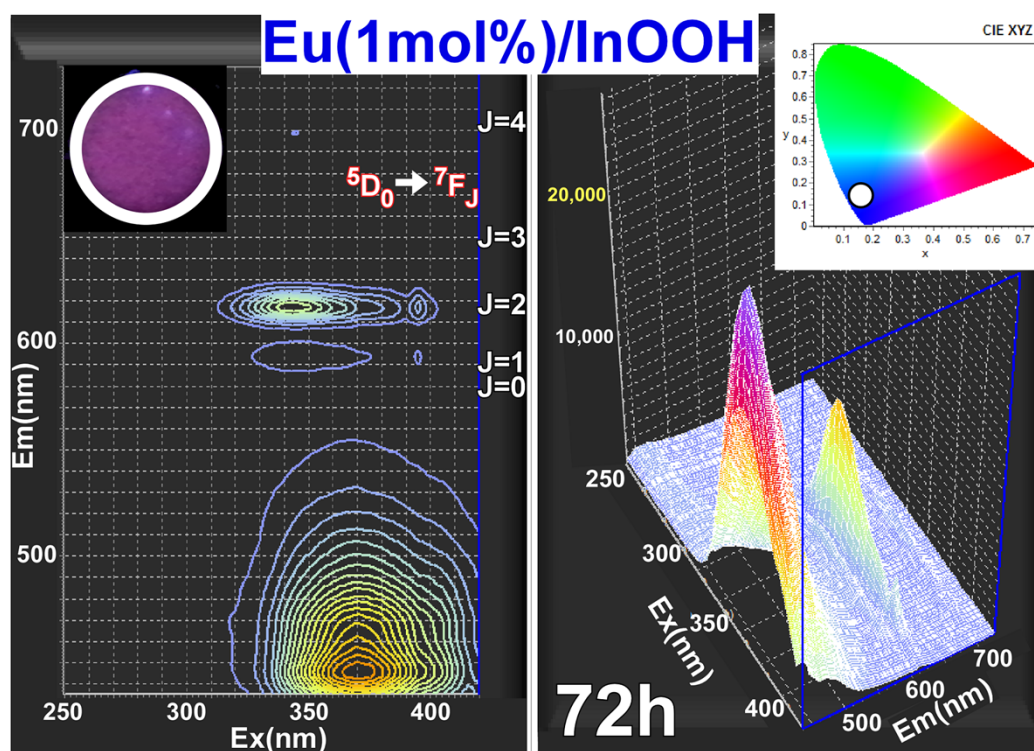 Eu(1mol%)/InOOH
700
600
500
Em(nm)
250
300
350
400
Ex(nm)
J=4
⁵D₀→⁷F_J
J=3
J=2
J=1
J=0
CIE XYZ
0.8
0.7
0.6
0.5
y
0.4
0.3
0.2
0.1
0
0.1
0.2
0.3
0.4
0.5
0.6
0.7
x
20,000
10,000
250
300
350
400
Ex(nm)
500
600
700
Em(nm)
72h